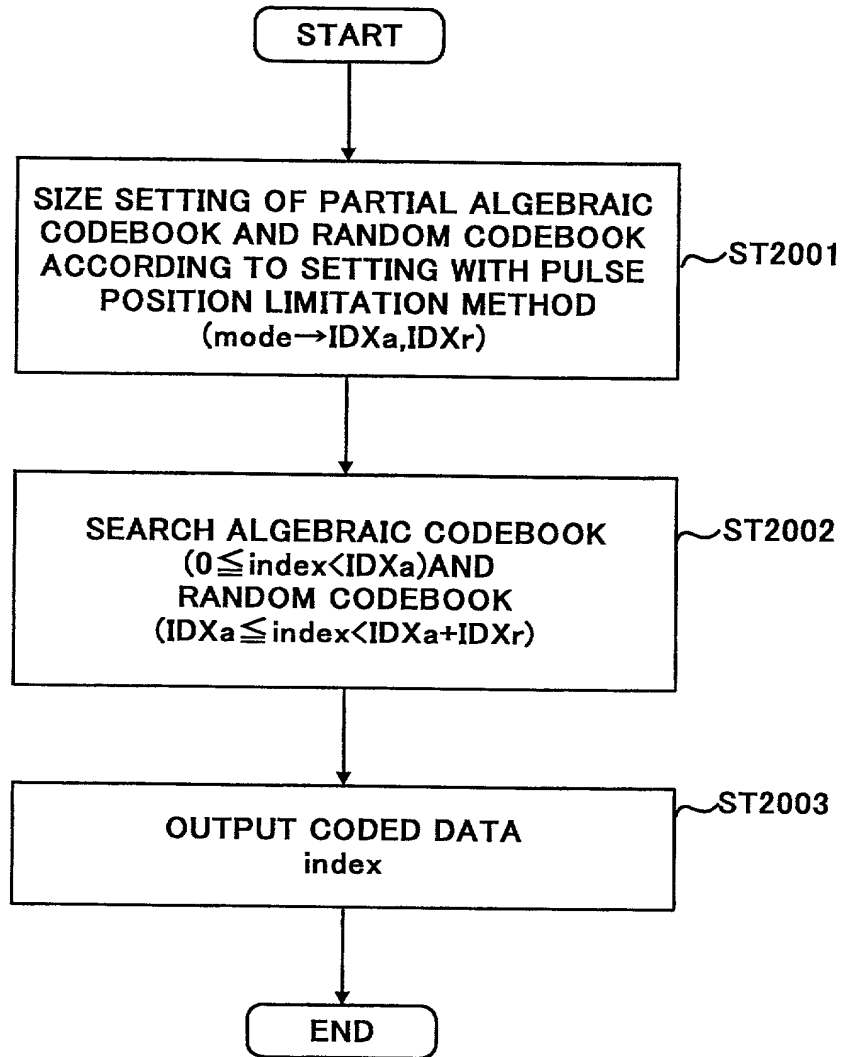 START
SIZE SETTING OF PARTIAL ALGEBRAIC
CODEBOOK AND RANDOM CODEBOOK
ACCORDING TO SETTING WITH PULSE
POSITION LIMITATION METHOD
(mode→IDXa,IDXr)
ST2001
SEARCH ALGEBRAIC CODEBOOK
(0≦index<IDXa)AND
RANDOM CODEBOOK
(IDXa≦index<IDXa+IDXr)
ST2002
OUTPUT CODED DATA
index
ST2003
END